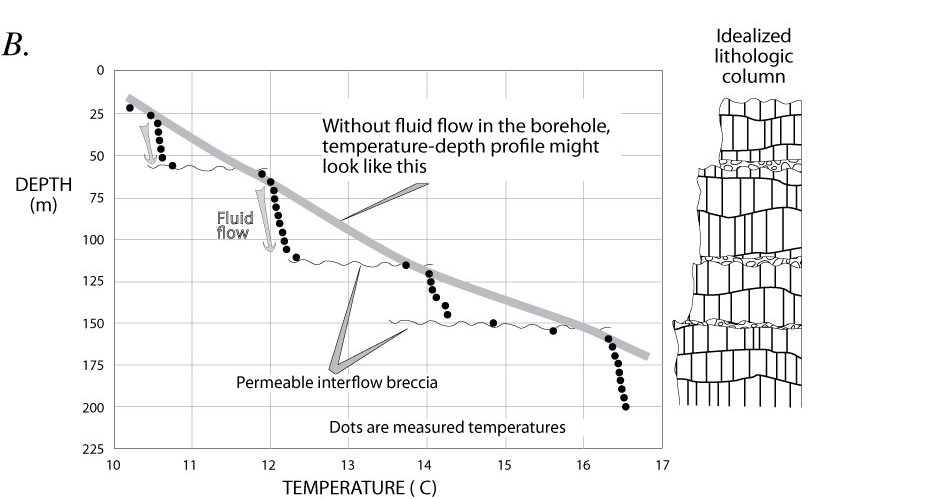 B.
Idealized
lithologic
column
0
25
50
75
100
125
150
175
200
225
DEPTH
(m)
Without fluid flow in the borehole,
temperature-depth profile might
look like this
Fluid
flow
Permeable interflow breccia
Dots are measured temperatures
10
11
12
13
14
15
16
17
TEMPERATURE ( C)